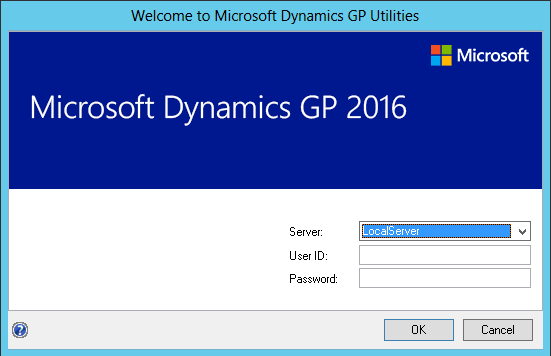 Welcome to Microsoft Dynamics GP Utilities
Microsoft
Microsoft Dynamics GP 2016
Server: LocalServer
User ID:
Password:
? OK Cancel